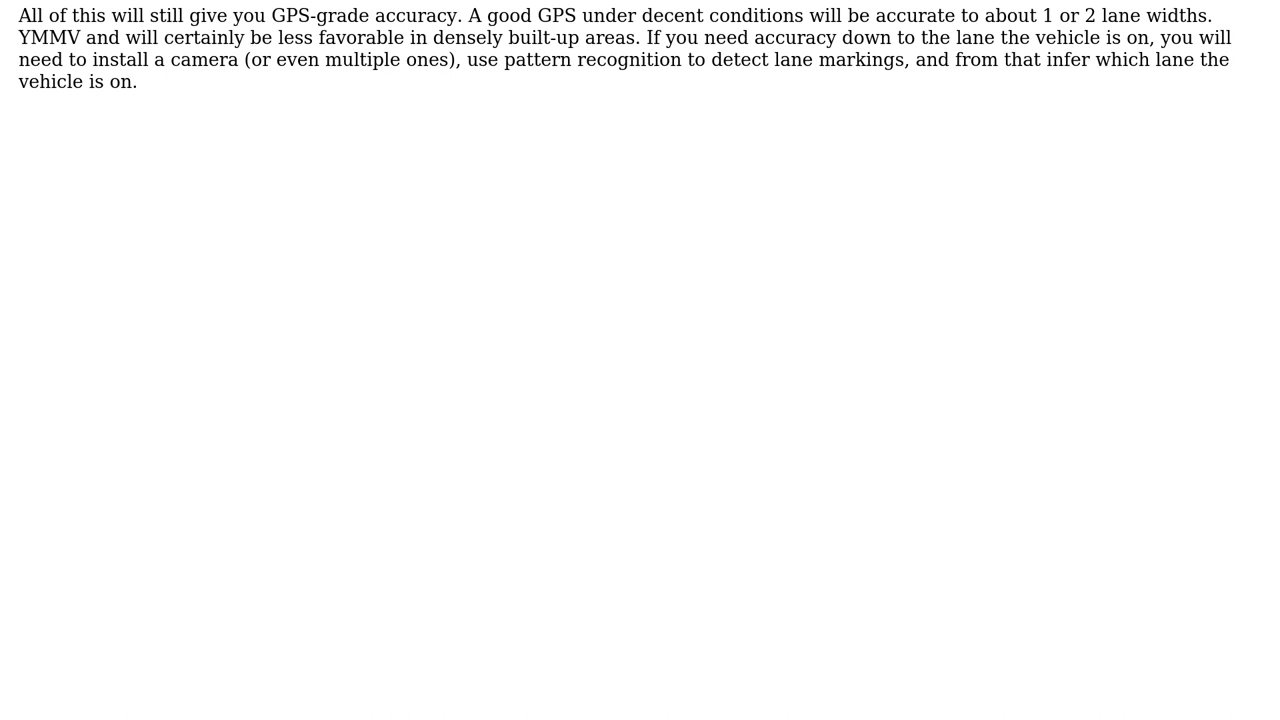 All of this will still give you GPS-grade accuracy. A good GPS under decent conditions will be accurate to about 1 or 2 lane widths.
YMMV and will certainly be less favorable in densely built-up areas. If you need accuracy down to the lane the vehicle is on, you will
need to install a camera (or even multiple ones), use pattern recognition to detect lane markings, and from that infer which lane the
vehicle is on.